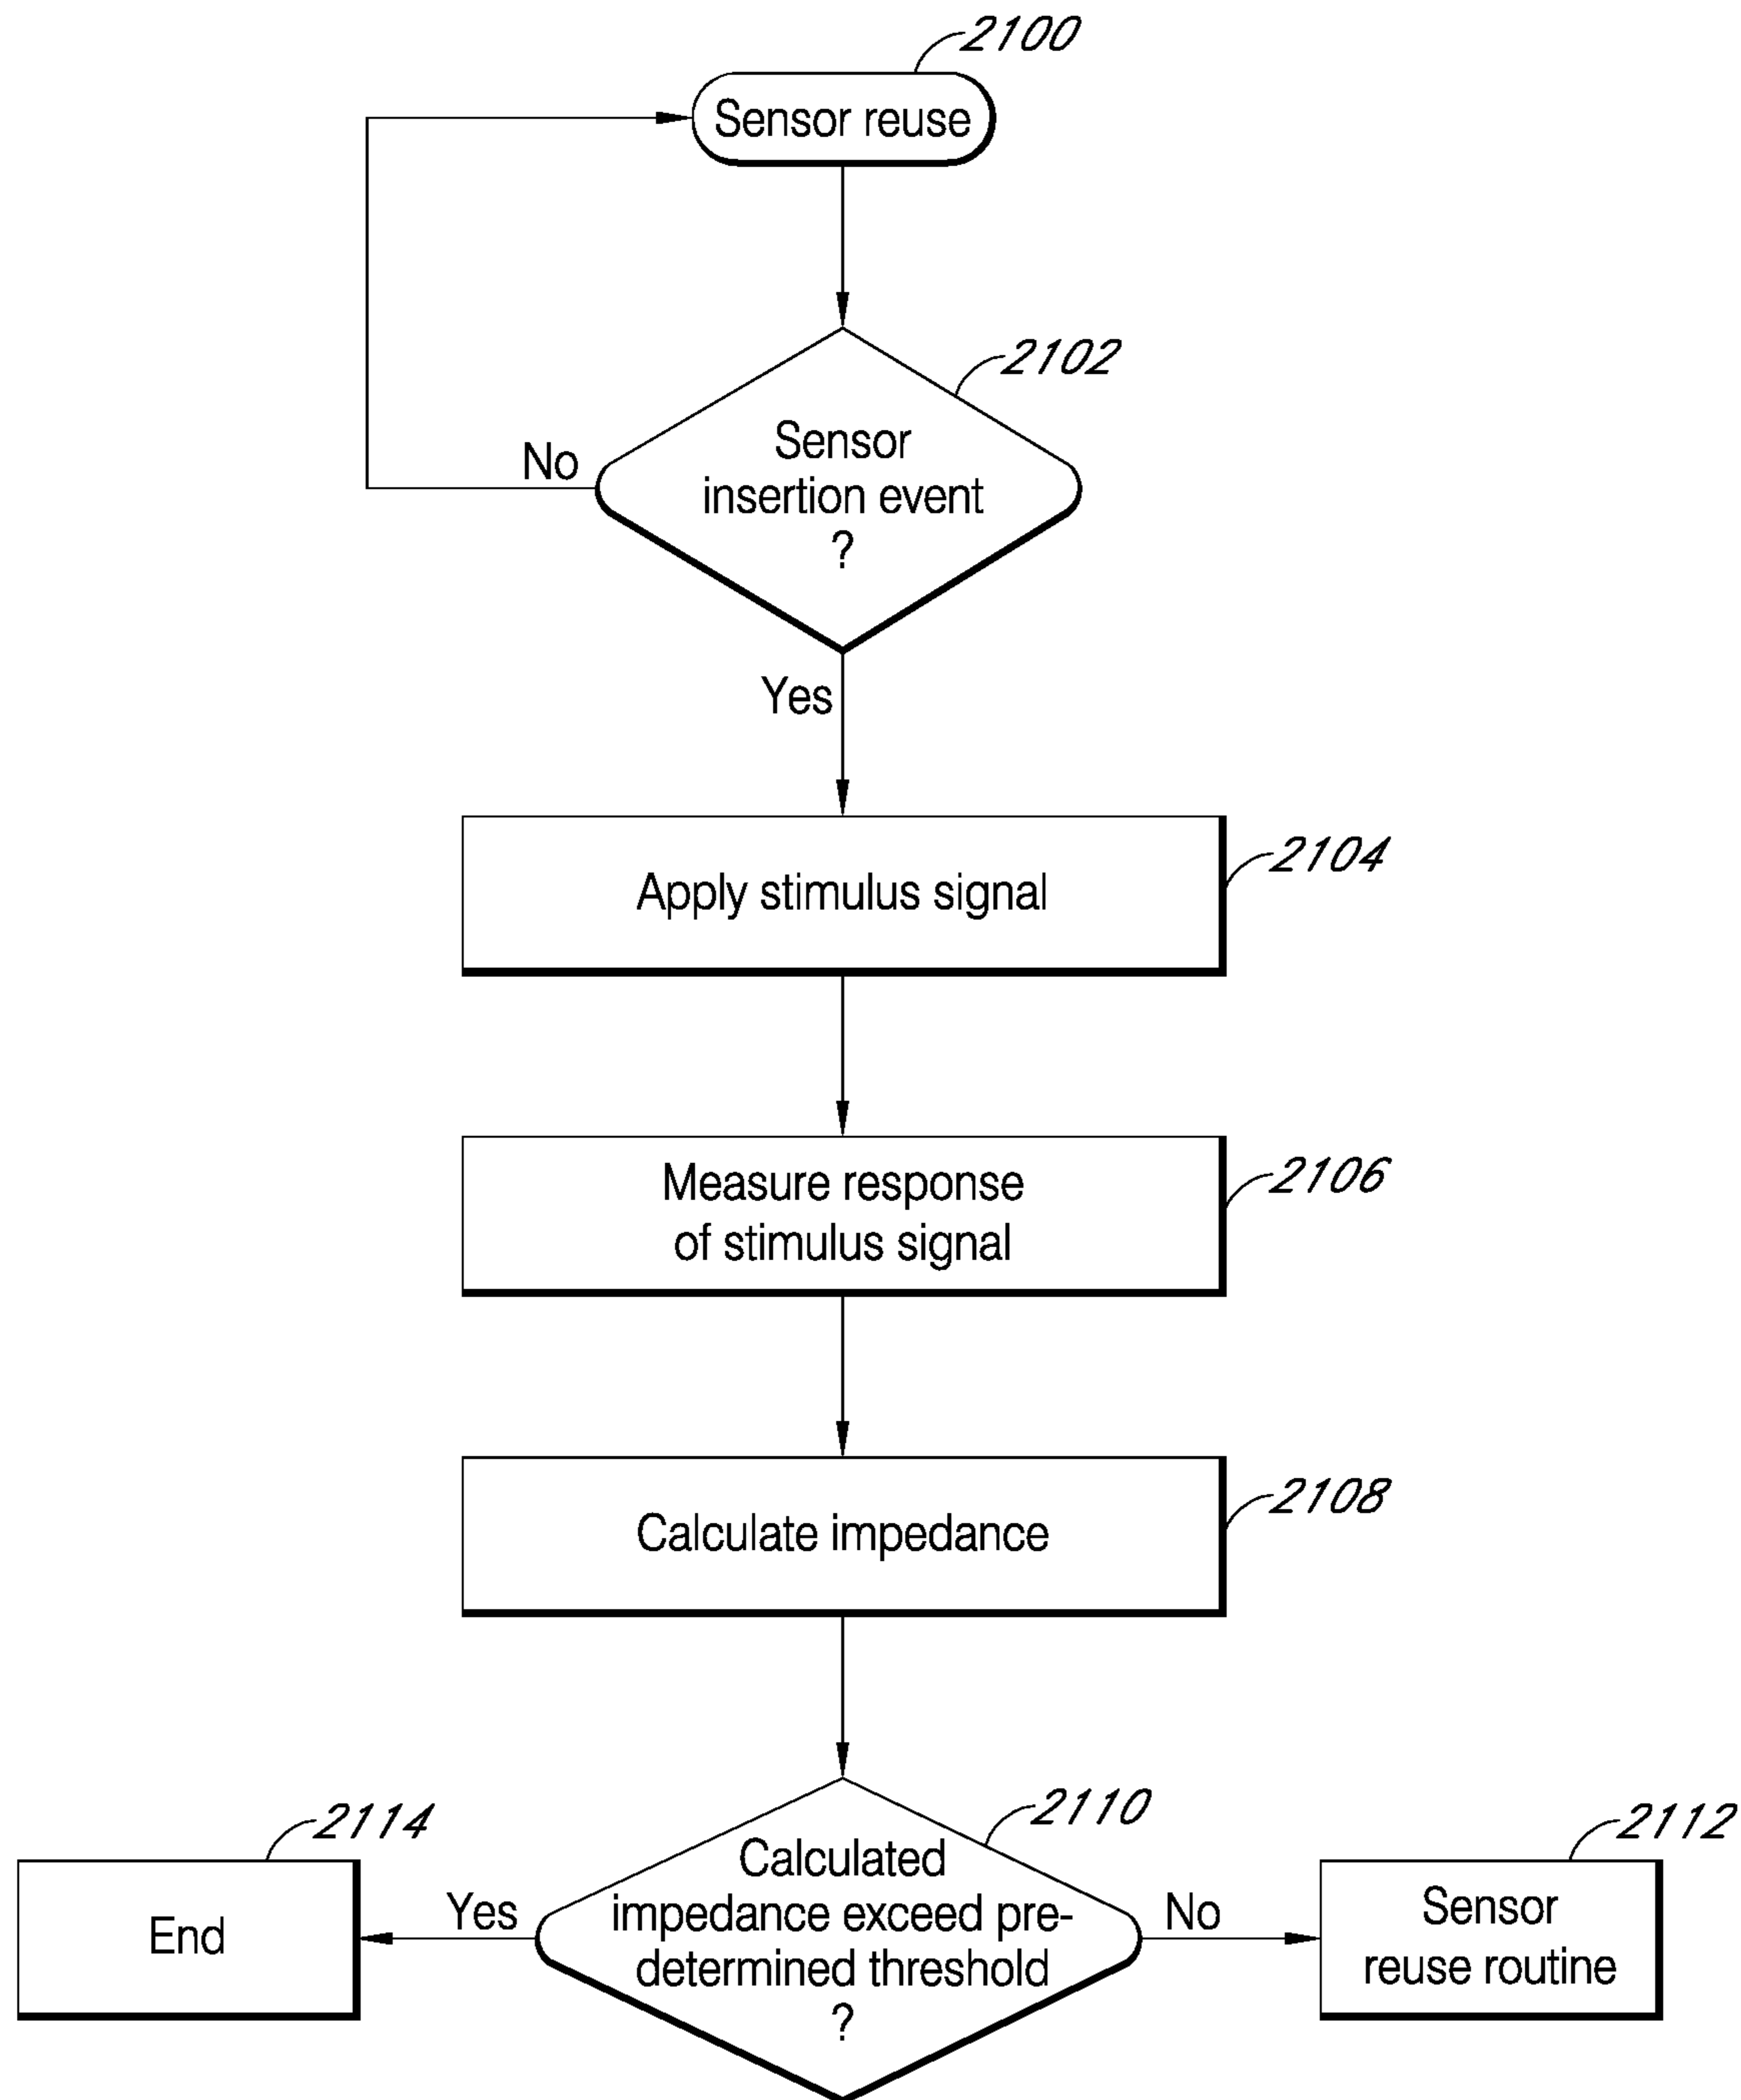 2100
Sensor reuse
2102
Sensor
insertion event
?
No
Yes
2104
Apply stimulus signal
2106
Measure response
of stimulus signal
2108
Calculate impedance
2110
Calculated
impedance exceed pre-
determined threshold
?
2114
End
Yes
No
2112
Sensor
reuse routine